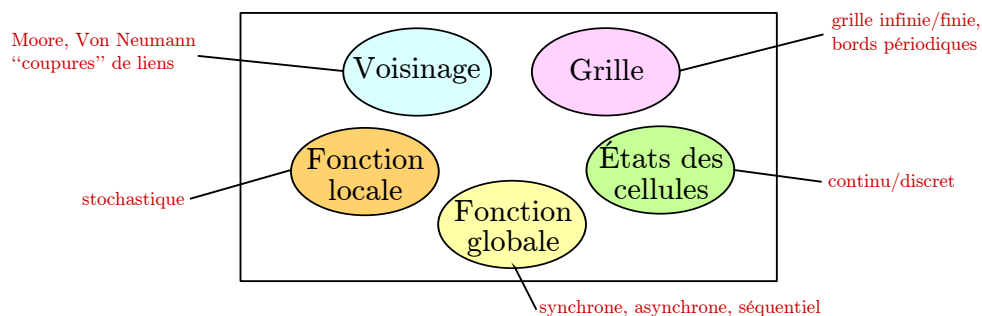 Moore, Von Neumann
“coupures” de liens
Voisinage
Grille
grille infinie/finie,
bords périodiques
Fonction
locale
États des
cellules
stochastique
continu/discret
Fonction
globale
synchrone, asynchrone, séquentiel